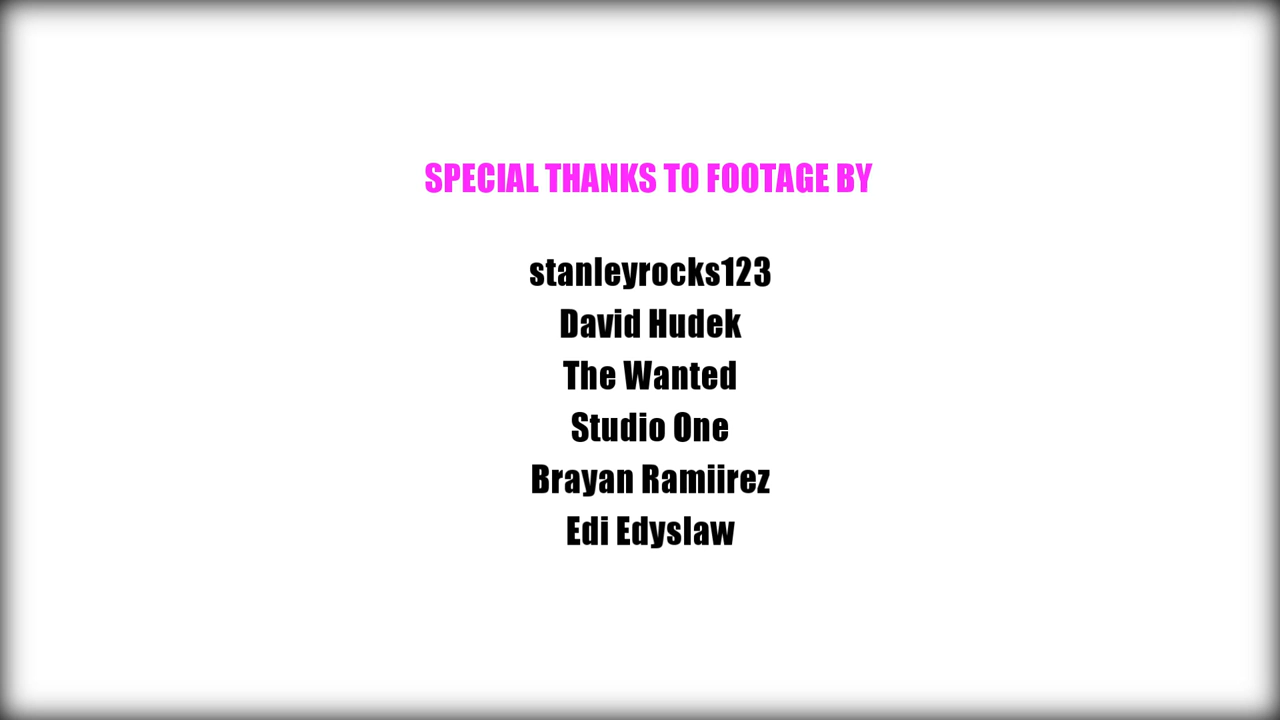 SPECIAL THANKS TO FOOTAGE BY
stanleyrocks123
David Hudek
The Wanted
Studio One
Brayan Ramiirez
Edi Edyslaw